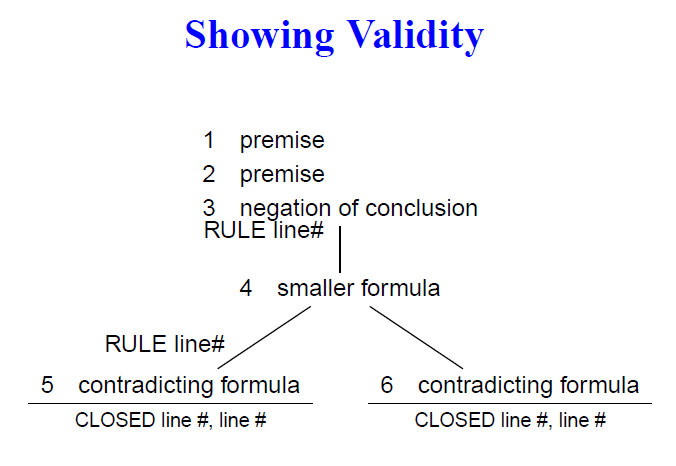 Showing Validity
1 premise
2 premise
3 negation of conclusion
RULE line#
4 smaller formula
RULE line#
5 contradicting formula
6 contradicting formula
CLOSED line #, line #
CLOSED line #, line #